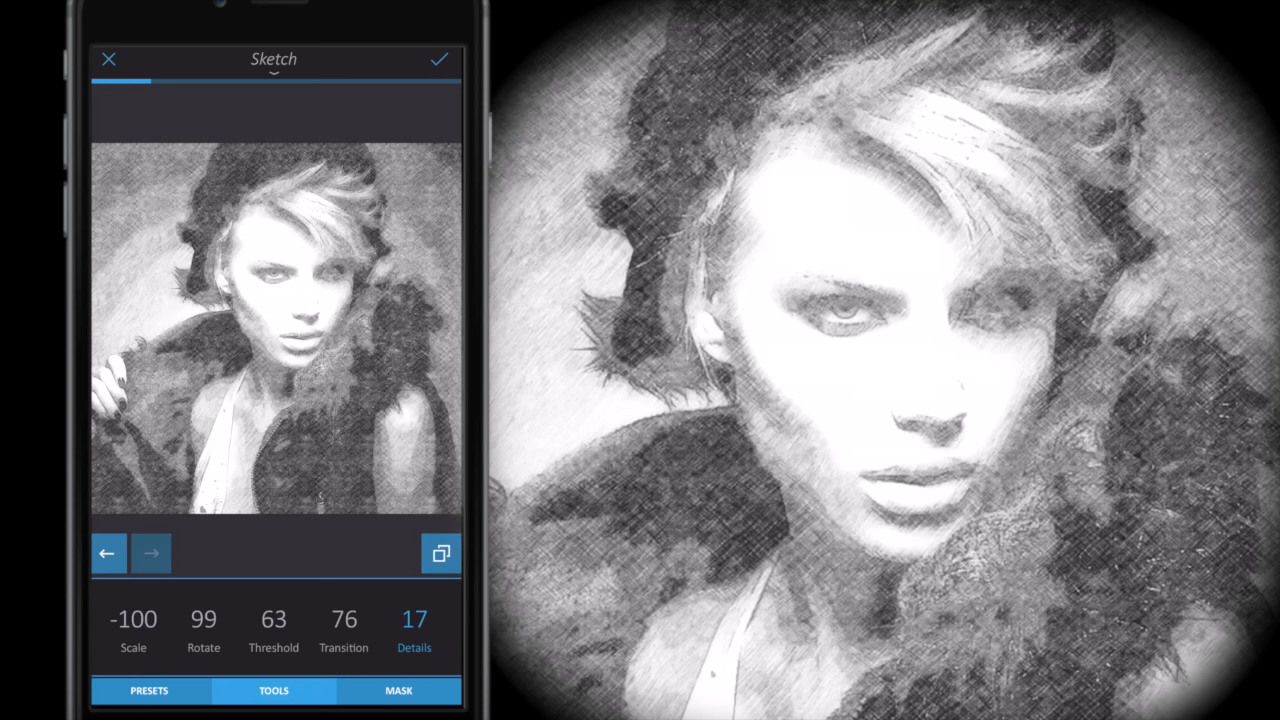 Sketch
-100 99 63 76 17
Scale Rotate Threshold Transition Details
PRESETS TOOLS MASK